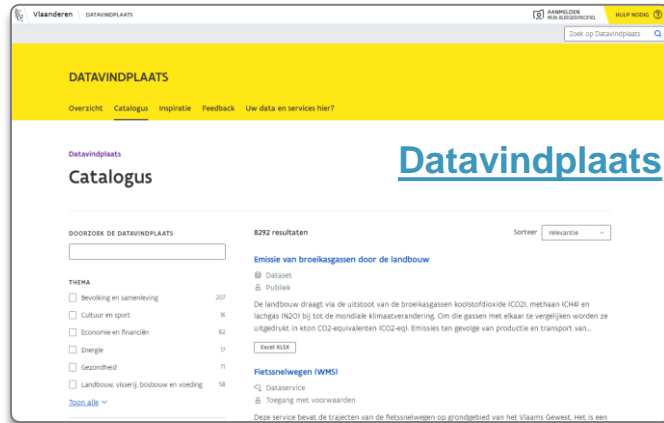 Vlaanderen DATAVINDPLAATS
AANMELDEN
MIJN BURGERPROFIEL
HULP NODIG
Zoek op Datavindplaats
DATAVINDPLAATS
Overzicht Catalogus Inspiratie Feedback Uw data en services hier?
Datavindplaats
Datavindplaats
Catalogus
DOORZOEK DE DATAVINDPLAATS
8292 resultaten
Sorteer relevantie
Emissie van broeikasgassen door de landbouw
Dataset
Publiek
THEMA
Bevolking en samenleving 207
Cultuur en sport 16
Economie en financiën 82
Energie 17
Gezondheid 71
Landbouw, visserij, bosbouw en voeding 58
Toon alle
De landbouw draagt via de uitstoot van de broeikasgassen koolstofdioxide (CO2), methaan (CH4) en
lachgas (N2O) bij tot de mondiale klimaatverandering. Om die gassen met elkaar te vergelijken worden ze
uitgedrukt in kton CO2-equivalenten (CO2-eq). Emissies ten gevolge van productie en transport van...
Excel XLSX
Fietssnelwegen (WMS)
Dataservice
Toegang met voorwaarden
Deze service bevat de trajecten van de fietssnelwegen op grondgebied van het Vlaams Gewest. Het is een